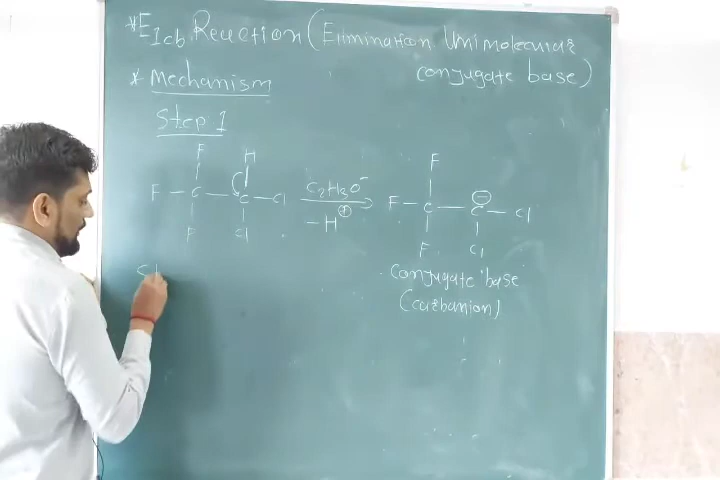 *E1cb Reaction (Elimination Unimolecular
conjugate base)
* Mechanism
Step 1
F H F
F - C - C - Cl C2H5O⁻ F - C - C⊖ - Cl
- H⊕
F Cl F Cl
conjugate base
(carbanion)